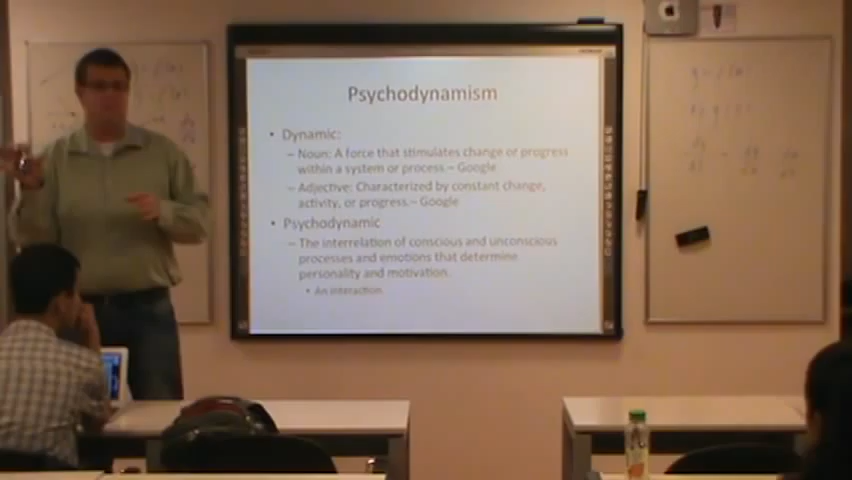 Psychodynamism
• Dynamic:
– Noun: A force that stimulates change or progress
within a system or process.– Google
– Adjective: Characterized by constant change,
activity, or progress.– Google
• Psychodynamic
– The interrelation of conscious and unconscious
processes and emotions that determine
personality and motivation.
• An interaction